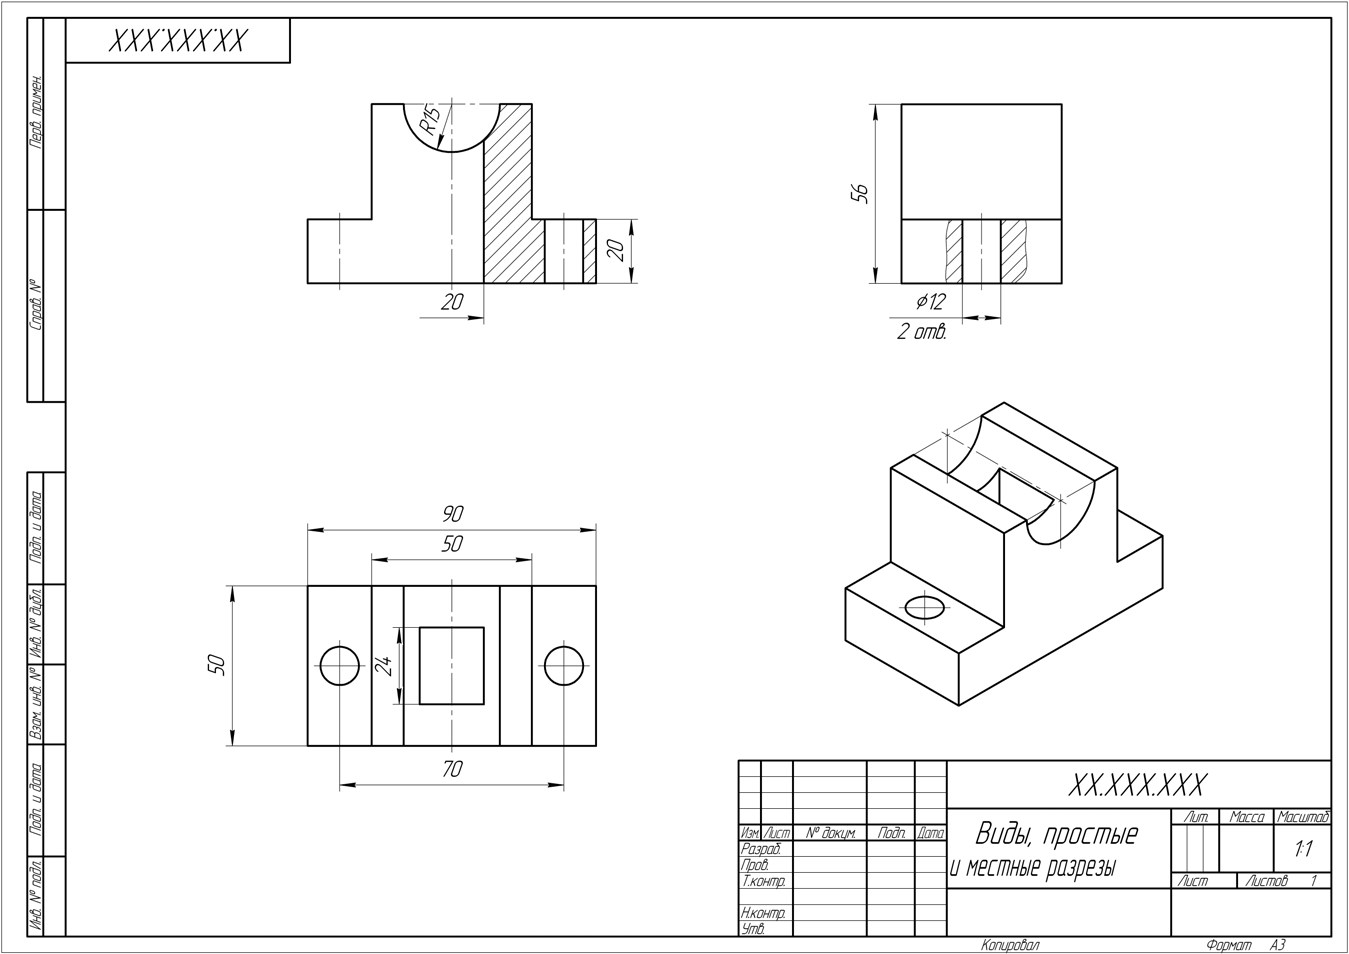 XXX.XXX.XX
Перв. примен.
Справ. №
Подп. и дата
Инв. № дубл.
Взам. инв. №
Подп. и дата
Инв. № подл.
R15
20
20
56
ϕ12
2 отв.
90
50
50
24
70
XX.XXX.XXX
Изм. Лист № докум. Подп. Дата
Разраб.
Пров.
Т.контр.
Н.контр.
Утв.
Виды, простые
и местные разрезы
Лит. Масса Масштаб
1:1
Лист Листов 1
Копировал Формат А3